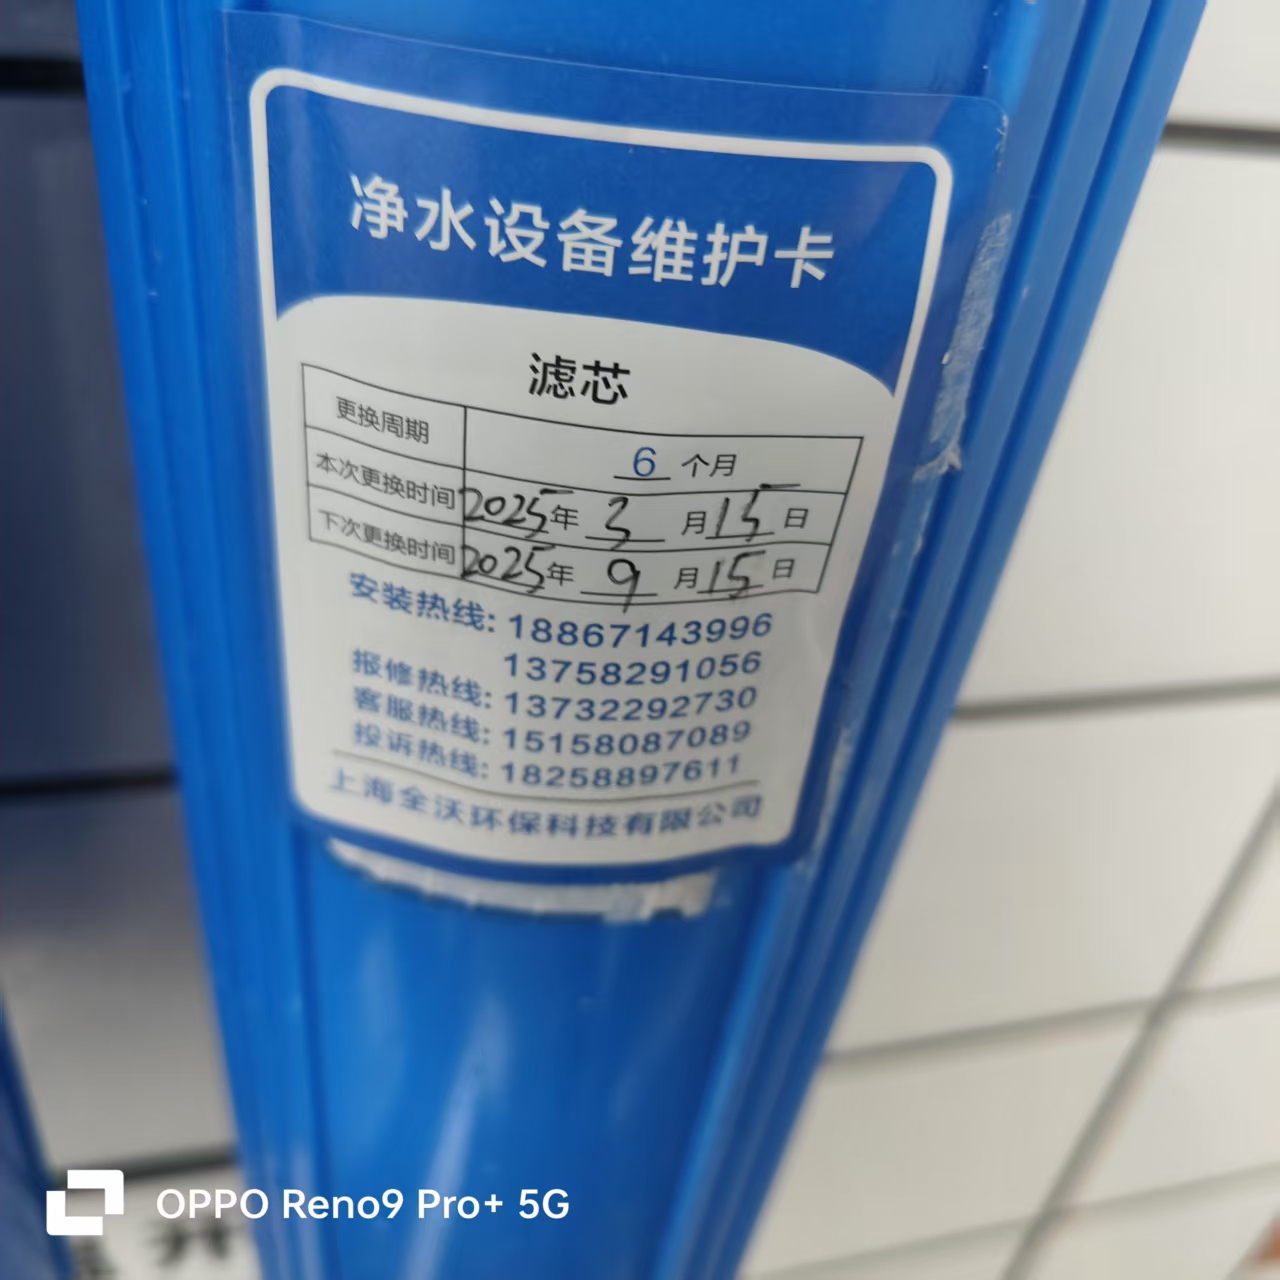 净水设备维护卡
滤芯
更换周期 6 个月
本次更换时间 2025年 3 月 15 日
下次更换时间 2025年 9 月 15 日
安装热线: 18867143996
13758291056
报修热线: 13732292730
客服热线: 15158087089
投诉热线: 18258897611
上海全沃环保科技有限公司
OPPO Reno9 Pro+ 5G